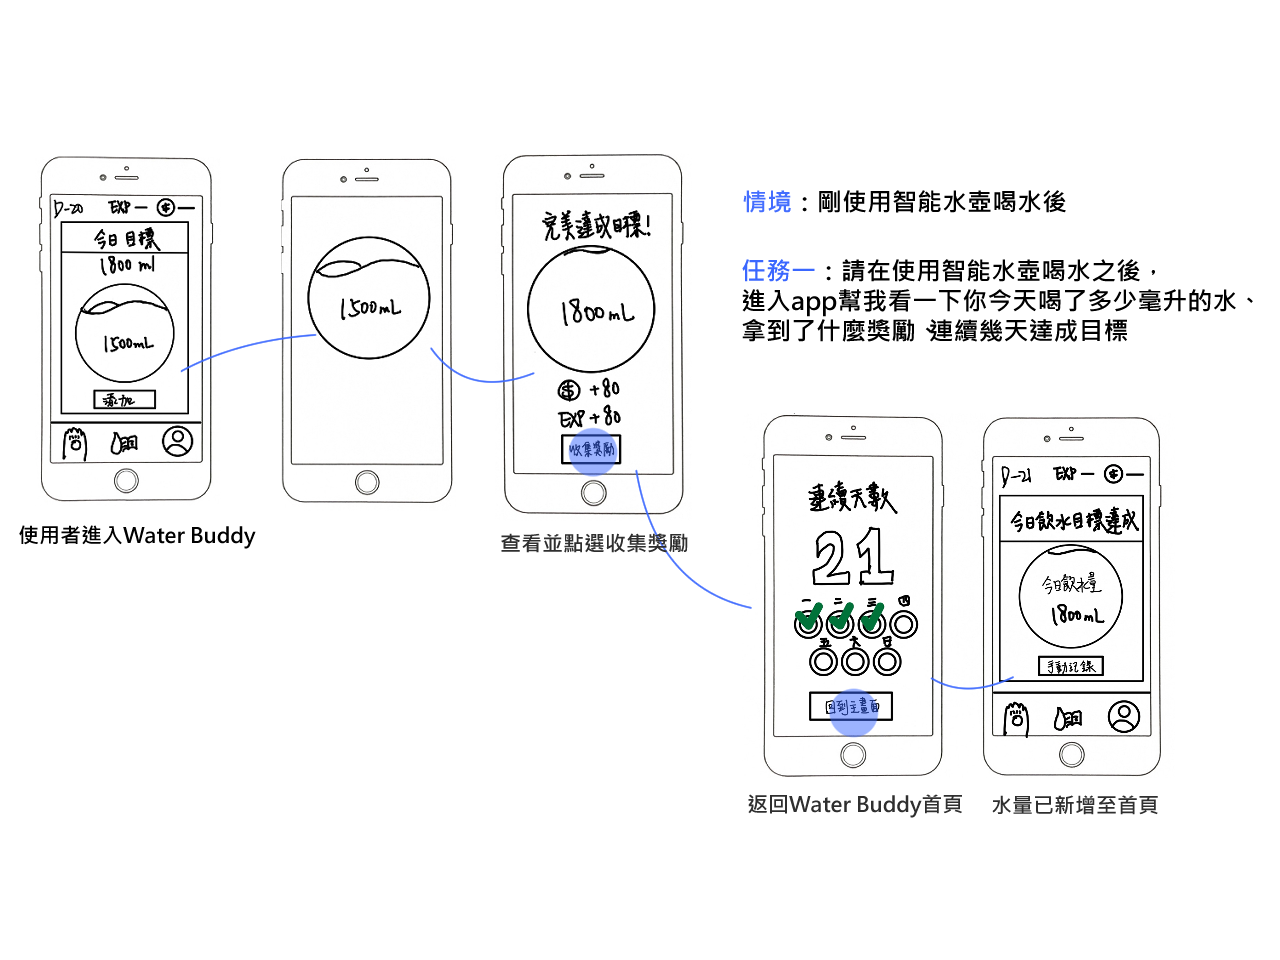 D-20 EXP — $ —
今日目標
1800 ml
1500mL
添加
使用者進入Water Buddy
1500mL
完美達成目標!
1800mL
$ +80
EXP + 80
收集獎勵
查看並點選收集獎勵
情境：剛使用智能水壺喝水後
任務一：請在使用智能水壺喝水之後，
進入app幫我看一下你今天喝了多少毫升的水、
拿到了什麼獎勵、連續幾天達成目標
連續天數
21
一 二 三 四
五 六 日
回到主畫面
返回Water Buddy首頁
D-21 EXP — $ —
今日飲水目標達成
今日飲水量
1800mL
手動記錄
水量已新增至首頁